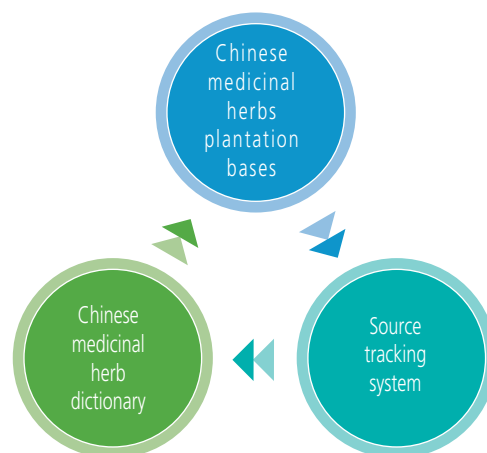 Chinese
medicinal
herbs
plantation
bases
Chinese
medicinal
herb
dictionary
Source
tracking
system